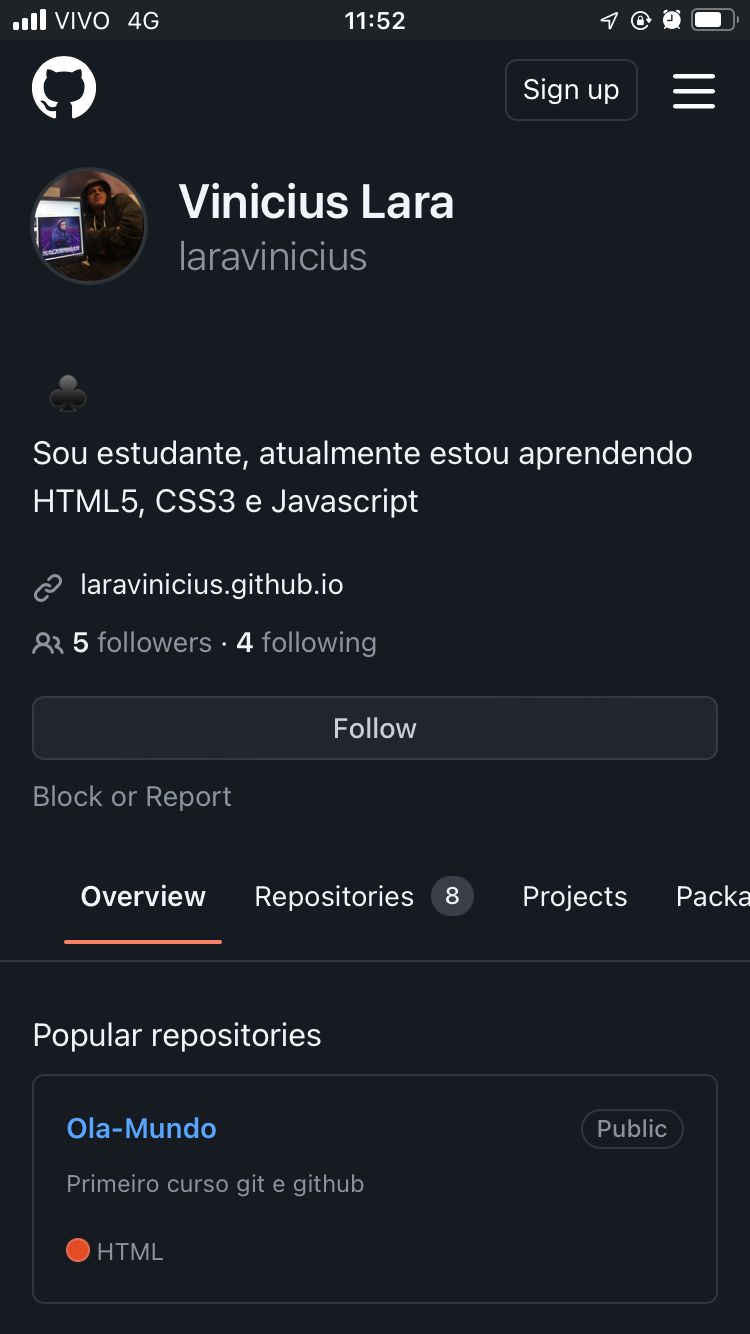 VIVO 4G 11:52
Sign up
Vinicius Lara
laravinicius
HACKERMAN
Sou estudante, atualmente estou aprendendo
HTML5, CSS3 e Javascript
laravinicius.github.io
5 followers · 4 following
Follow
Block or Report
Overview Repositories 8 Projects Packa
Popular repositories
Ola-Mundo Public
Primeiro curso git e github
HTML